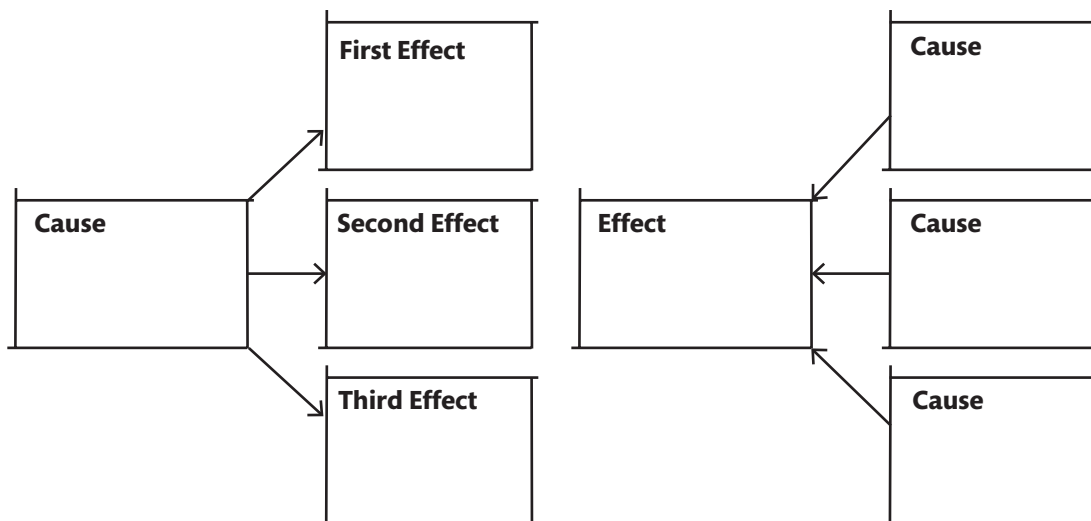 First Effect
Cause
Cause
Second Effect
Effect
Cause
Third Effect
Cause